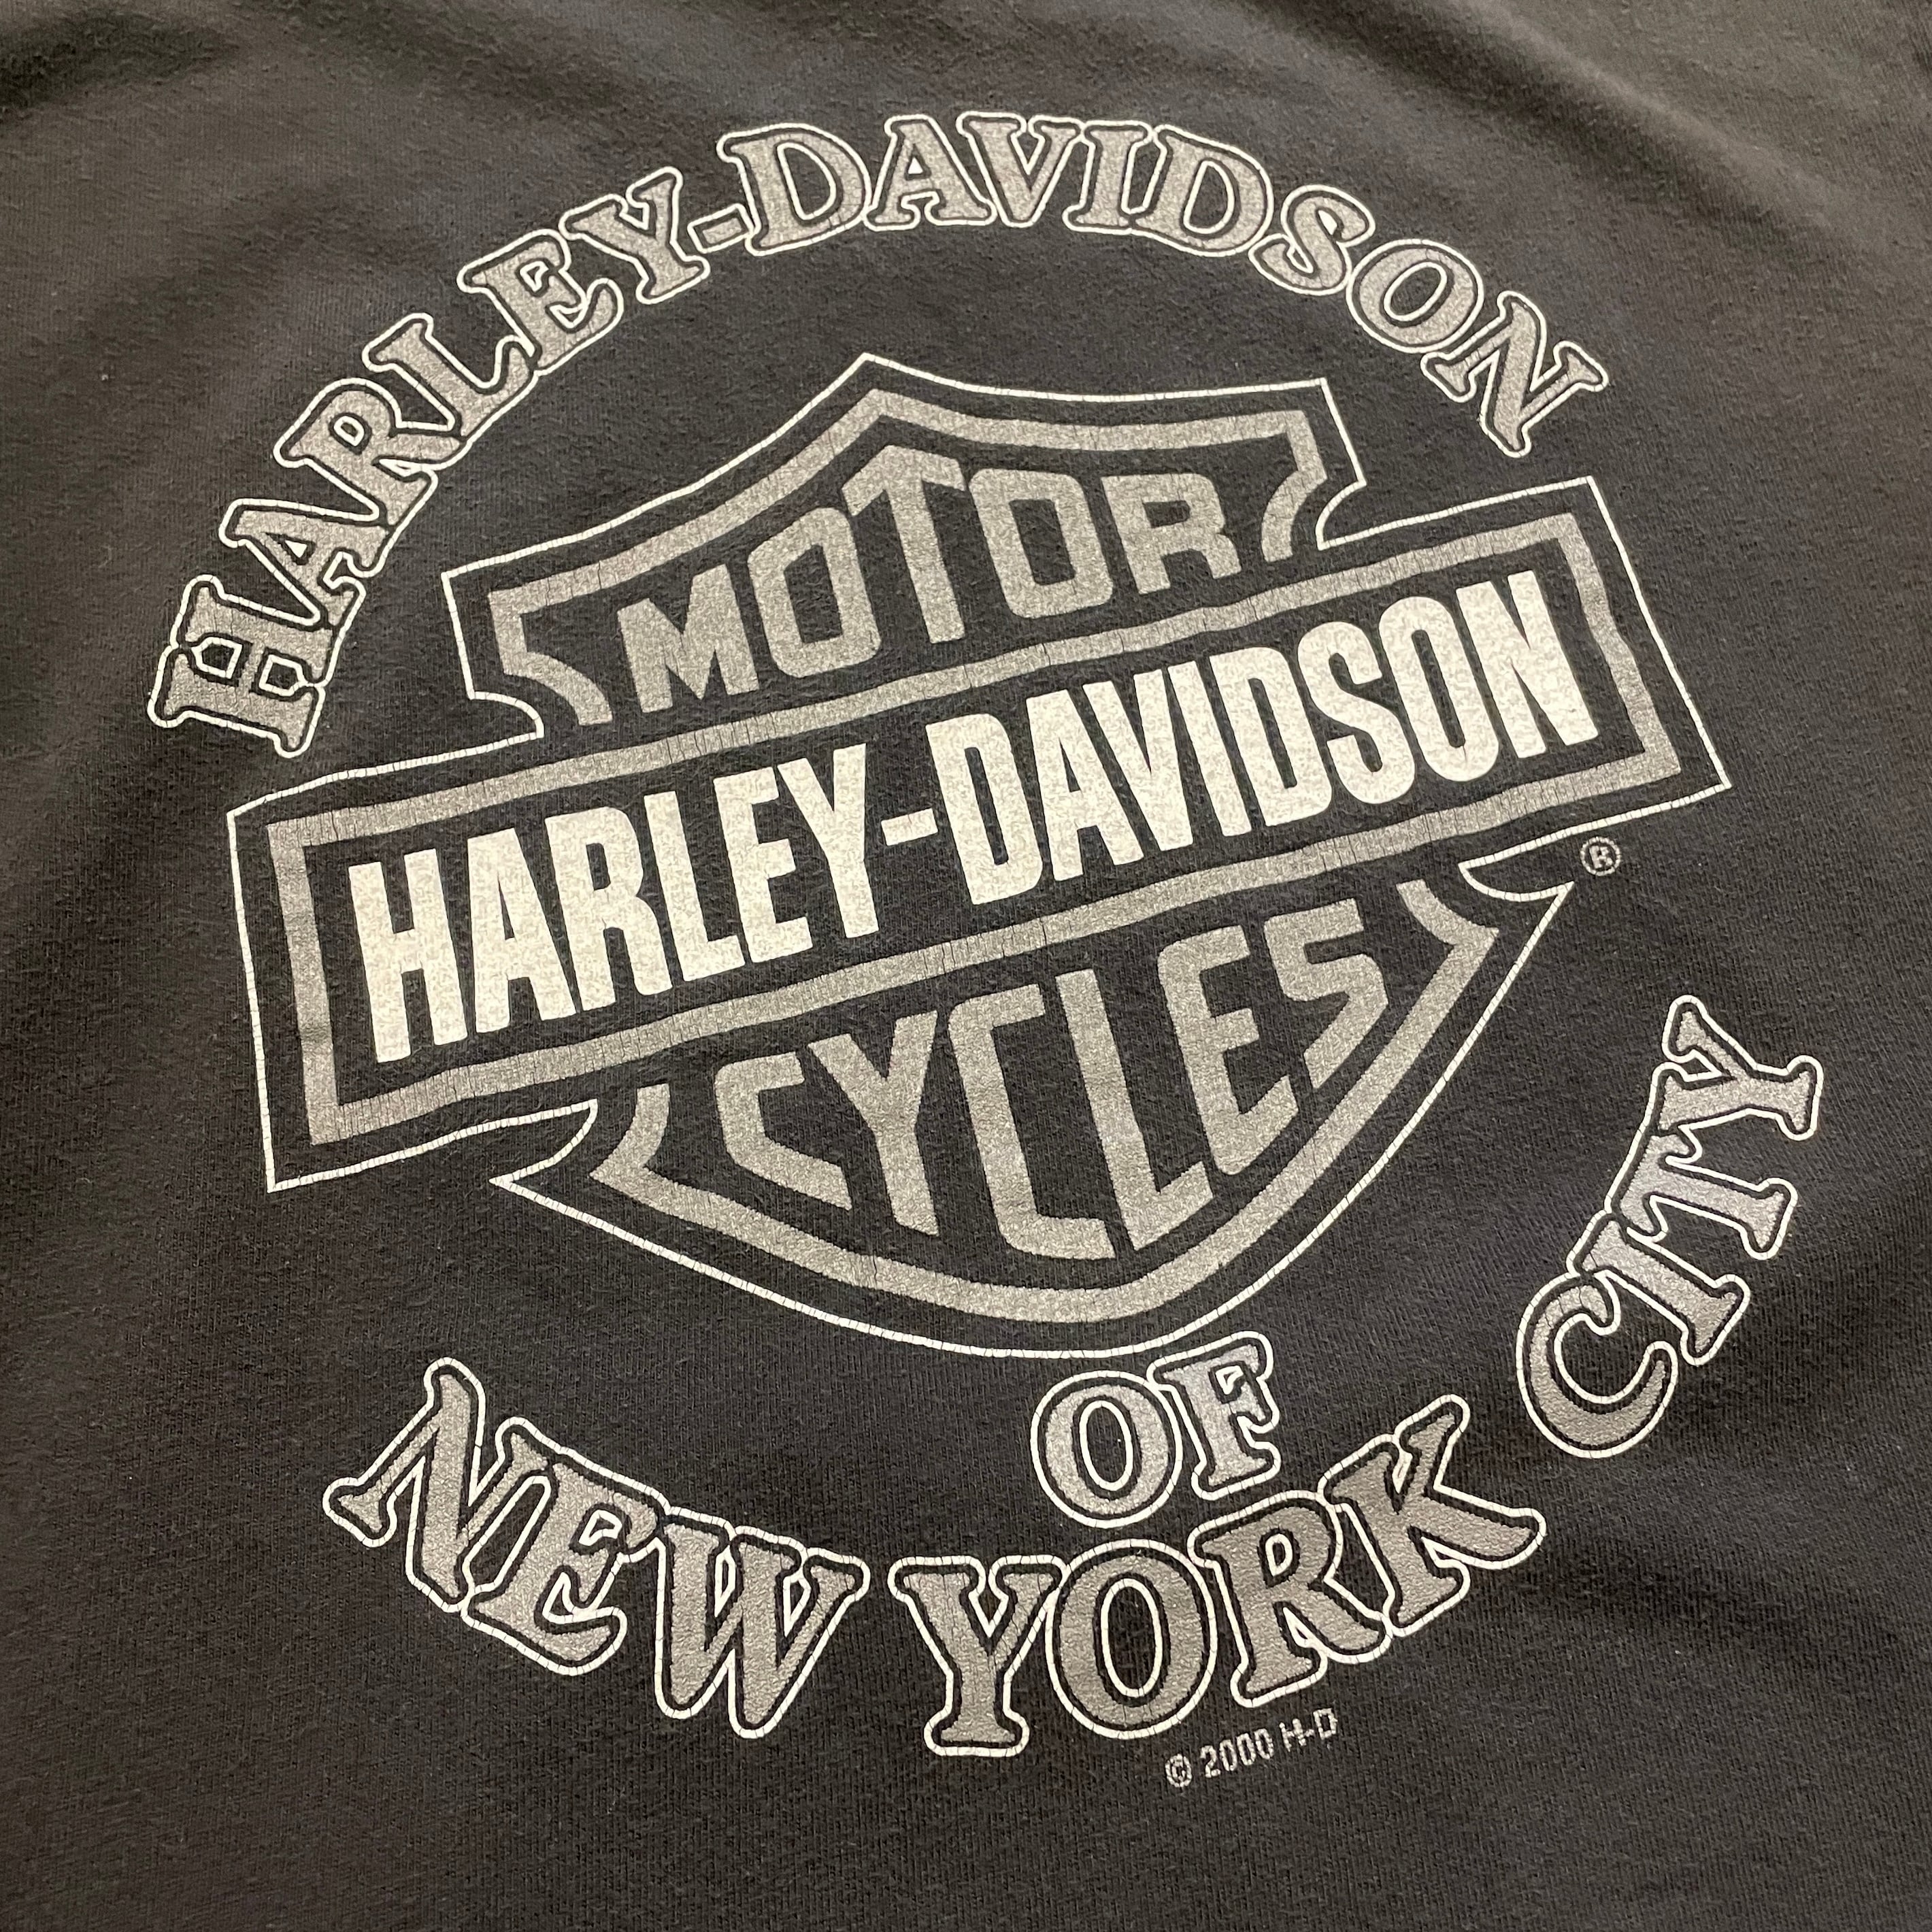 HARLEY-DAVIDSON
MOTOR
HARLEY-DAVIDSON
®
CYCLES
OF
NEW YORK CITY
© 2000 H-D